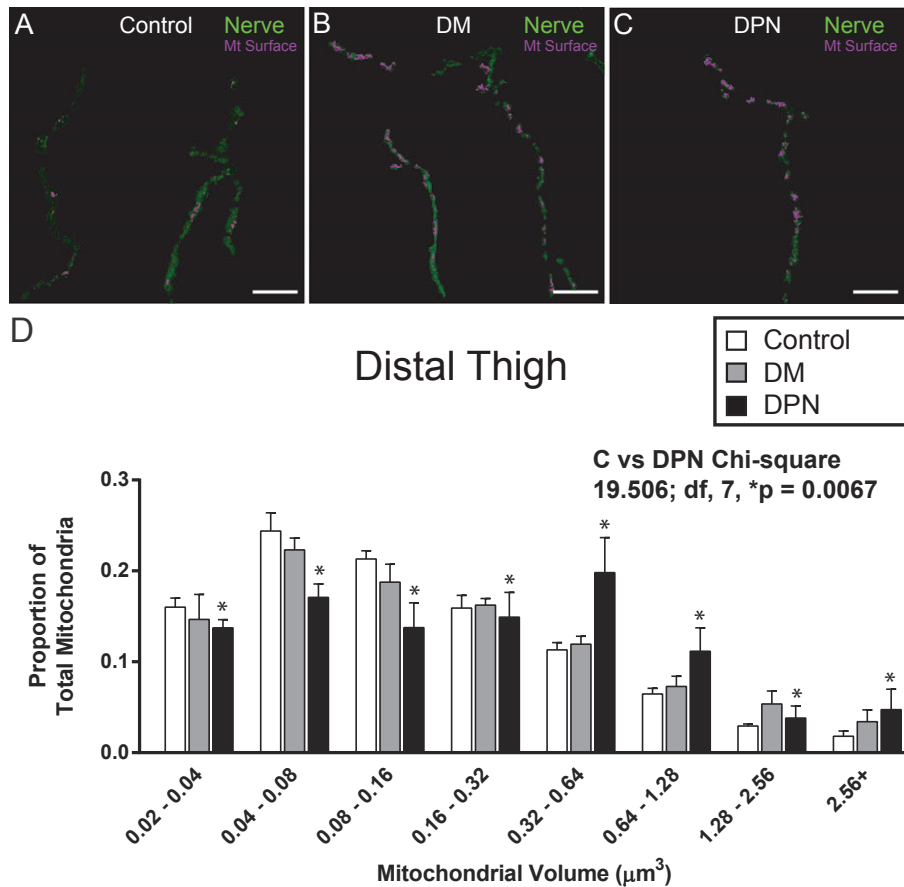 A Control Nerve
Mt Surface
B DM Nerve
Mt Surface
C DPN Nerve
Mt Surface
D
Distal Thigh
Control
DM
DPN
C vs DPN Chi-square
19.506; df, 7, *p = 0.0067
Proportion of
Total Mitochondria
0.3
0.2
0.1
0.0
* * * * * * * *
0.02 - 0.04
0.04 - 0.08
0.08 - 0.16
0.16 - 0.32
0.32 - 0.64
0.64 - 1.28
1.28 - 2.56
2.56+
Mitochondrial Volume (μm³)